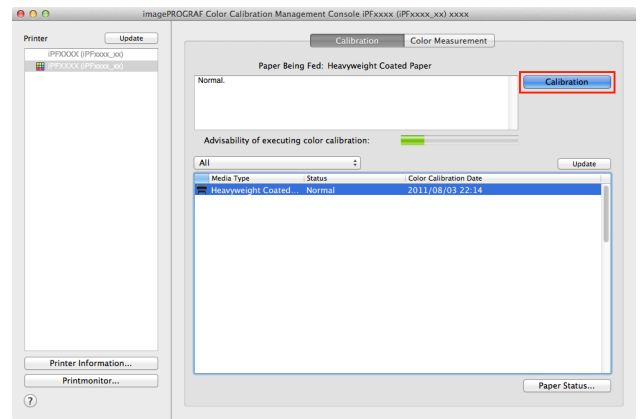 imagePROGRAF Color Calibration Management Console iPFxxxx (iPFxxxx_xx) xxxx
Printer
Update
iPFXXXX (iPFxxxx_xx)
iPFXXXX (iPFxxxx_xx)
Printer Information...
Printmonitor...
?
Calibration
Color Measurement
Paper Being Fed: Heavyweight Coated Paper
Normal.
Calibration
Advisability of executing color calibration:
All
Update
Media Type Status Color Calibration Date
Heavyweight Coated... Normal 2011/08/03 22:14
Paper Status...